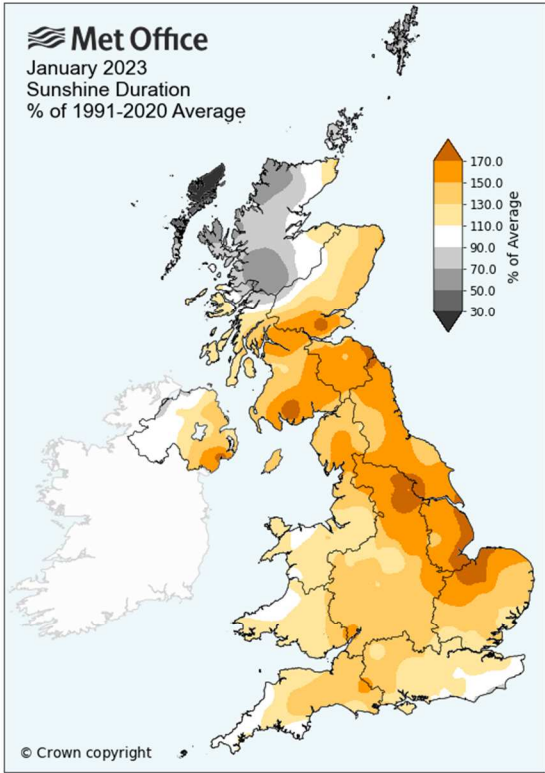 Met Office
January 2023
Sunshine Duration
% of 1991-2020 Average
170.0
150.0
130.0
110.0
90.0
70.0
50.0
30.0
% of Average
© Crown copyright